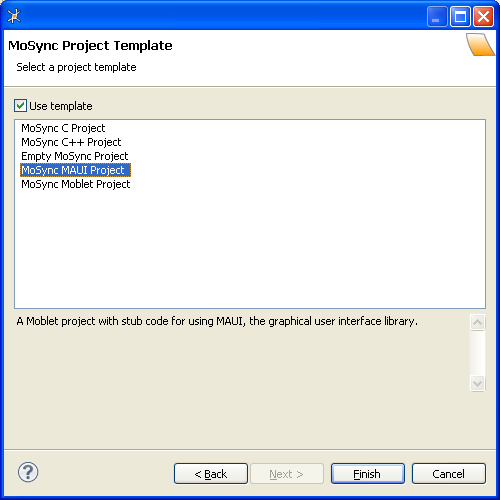 MoSync Project Template
Select a project template
Use template
MoSync C Project
MoSync C++ Project
Empty MoSync Project
MoSync MAUI Project
MoSync Moblet Project
A Moblet project with stub code for using MAUI, the graphical user interface library.
?
< Back Next > Finish Cancel